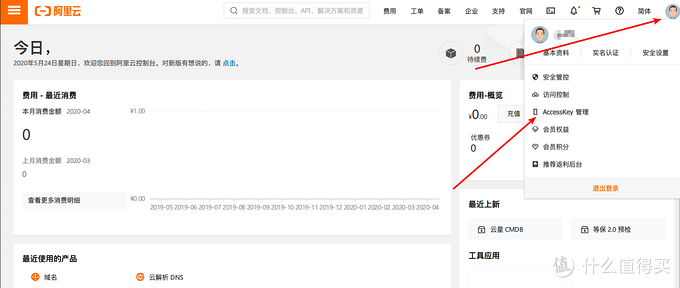 阿里云
搜索文档、控制台、API、解决方案和资源
费用 工单 备案 企业 支持 官网 简体
今日,
2020年5月24日星期日,欢迎您回到阿里云控制台。对新版有想说的,请 点击。
0
待续费
基本资料 实名认证 安全设置
安全管控
访问控制
AccessKey 管理
会员权益
会员积分
推荐返利后台
退出登录
费用 - 最近消费
本月消费金额 2020-04
0
上月消费金额 2020-03
0
查看更多消费明细
¥1.00
¥0.00
2019-05 2019-06 2019-07 2019-08 2019-09 2019-10 2019-11 2019-12 2020-01 2020-02 2020-03 2020-04
费用-概览
¥0.00 充值
优惠券
0
最近上新
云星 CMDB 等保 2.0 预检
工具应用
最近使用的产品
域名 云解析 DNS
值 什么值得买